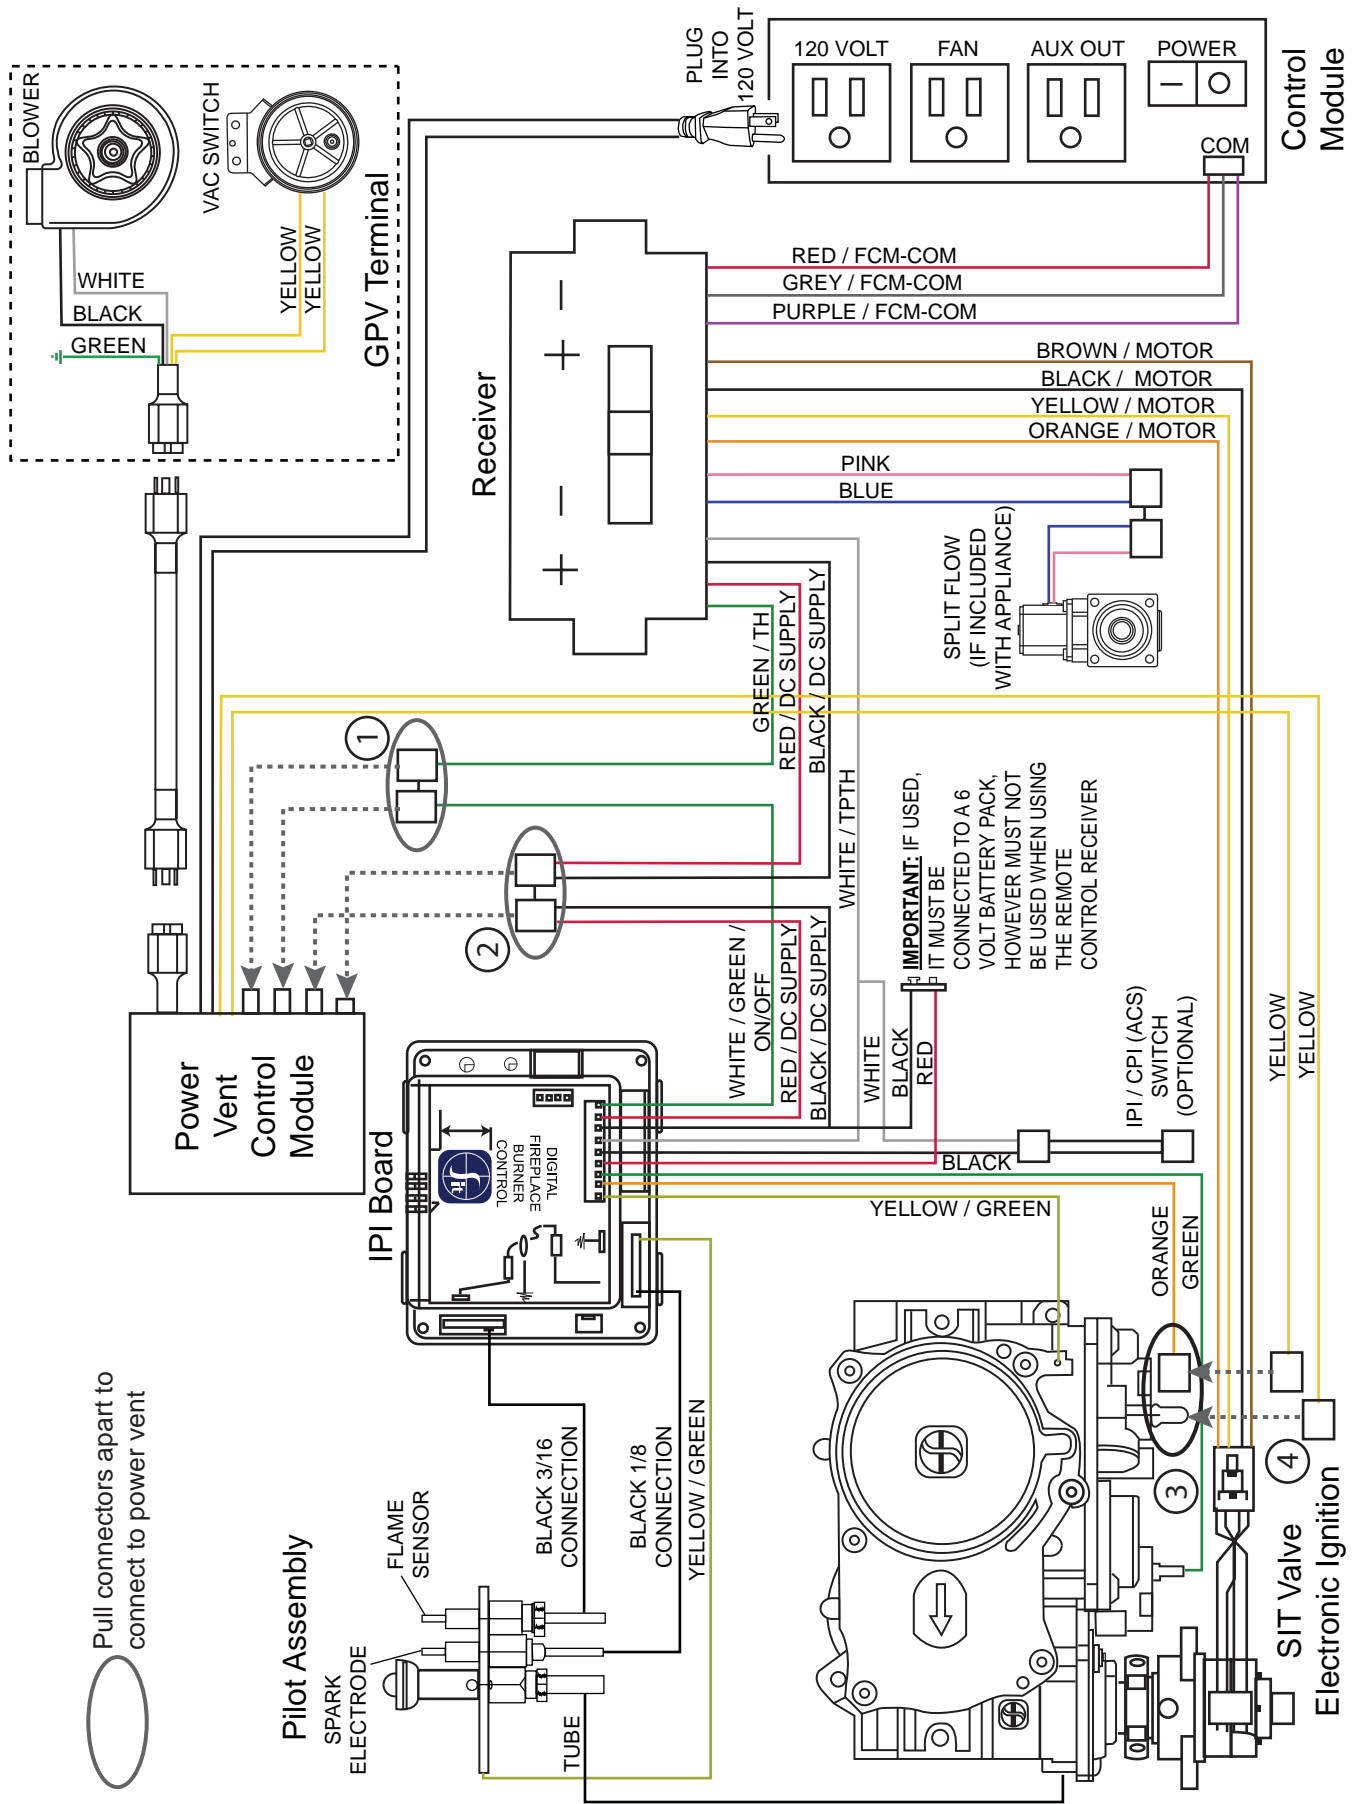 Pull connectors apart to
connect to power vent
Pilot Assembly
FLAME
SENSOR
SPARK
ELECTRODE
TUBE
BLACK 3/16
CONNECTION
BLACK 1/8
CONNECTION
YELLOW / GREEN
IPI Board
DIGITAL
FIREPLACE
BURNER
CONTROL
Sit
Power
Vent
Control
Module
1
2
GPV Terminal
BLOWER
VAC SWITCH
WHITE
BLACK
GREEN
YELLOW
YELLOW
Receiver
+ −
+ −
PLUG
INTO
120 VOLT
120 VOLT
FAN
AUX OUT
POWER
COM
Control
Module
RED / FCM-COM
GREY / FCM-COM
PURPLE / FCM-COM
BROWN / MOTOR
BLACK / MOTOR
YELLOW / MOTOR
ORANGE / MOTOR
PINK
BLUE
SPLIT FLOW
(IF INCLUDED
WITH APPLIANCE)
GREEN / TH
RED / DC SUPPLY
BLACK / DC SUPPLY
WHITE / TPTH
WHITE / GREEN /
ON/OFF
RED / DC SUPPLY
BLACK / DC SUPPLY
WHITE
BLACK
RED
IMPORTANT: IF USED,
IT MUST BE
CONNECTED TO A 6
VOLT BATTERY PACK,
HOWEVER MUST NOT
BE USED WHEN USING
THE REMOTE
CONTROL RECEIVER
IPI / CPI (ACS)
SWITCH
(OPTIONAL)
BLACK
YELLOW / GREEN
ORANGE
GREEN
YELLOW
YELLOW
3
4
SIT Valve
Electronic Ignition